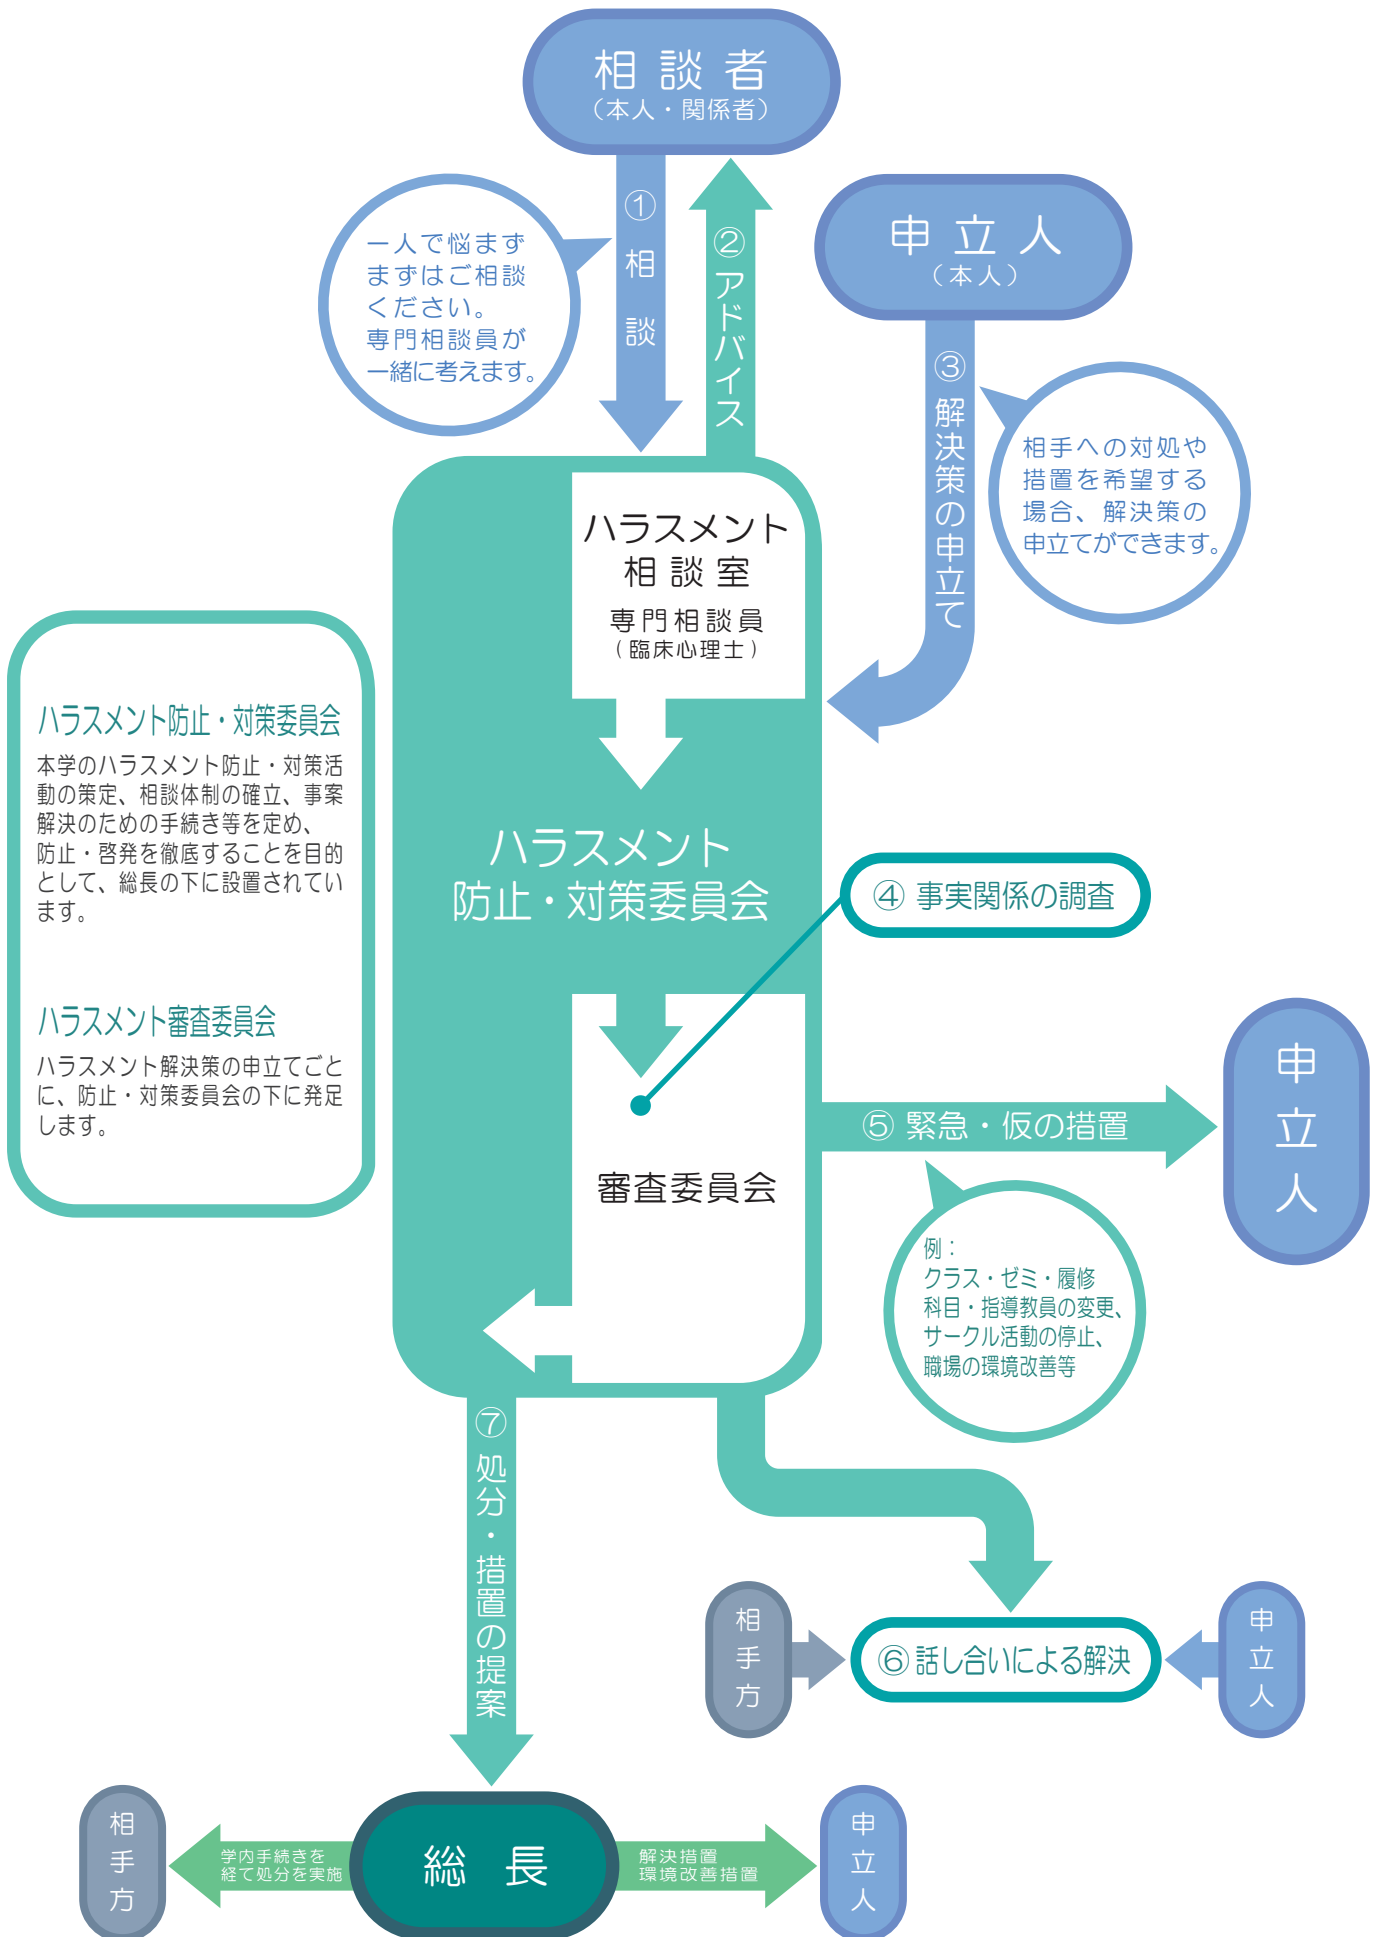 相談者
（本人・関係者）
① 相談
② アドバイス
一人で悩まず
まずはご相談
ください。
専門相談員が
一緒に考えます。
申立人
（本人）
③ 解決策の申立て
相手への対処や
措置を希望する
場合、解決策の
申立てができます。
ハラスメント
相談室
専門相談員
（臨床心理士）
ハラスメント防止・対策委員会
本学のハラスメント防止・対策活
動の策定、相談体制の確立、事案
解決のための手続き等を定め、
防止・啓発を徹底することを目的
として、総長の下に設置されてい
ます。
ハラスメント審査委員会
ハラスメント解決策の申立てごと
に、防止・対策委員会の下に発足
します。
ハラスメント
防止・対策委員会
④ 事実関係の調査
審査委員会
⑤ 緊急・仮の措置
申立人
例：
クラス・ゼミ・履修
科目・指導教員の変更、
サークル活動の停止、
職場の環境改善等
⑦ 処分・措置の提案
相手方
⑥ 話し合いによる解決
申立人
相手方
学内手続きを
経て処分を実施
総長
解決措置
環境改善措置
申立人